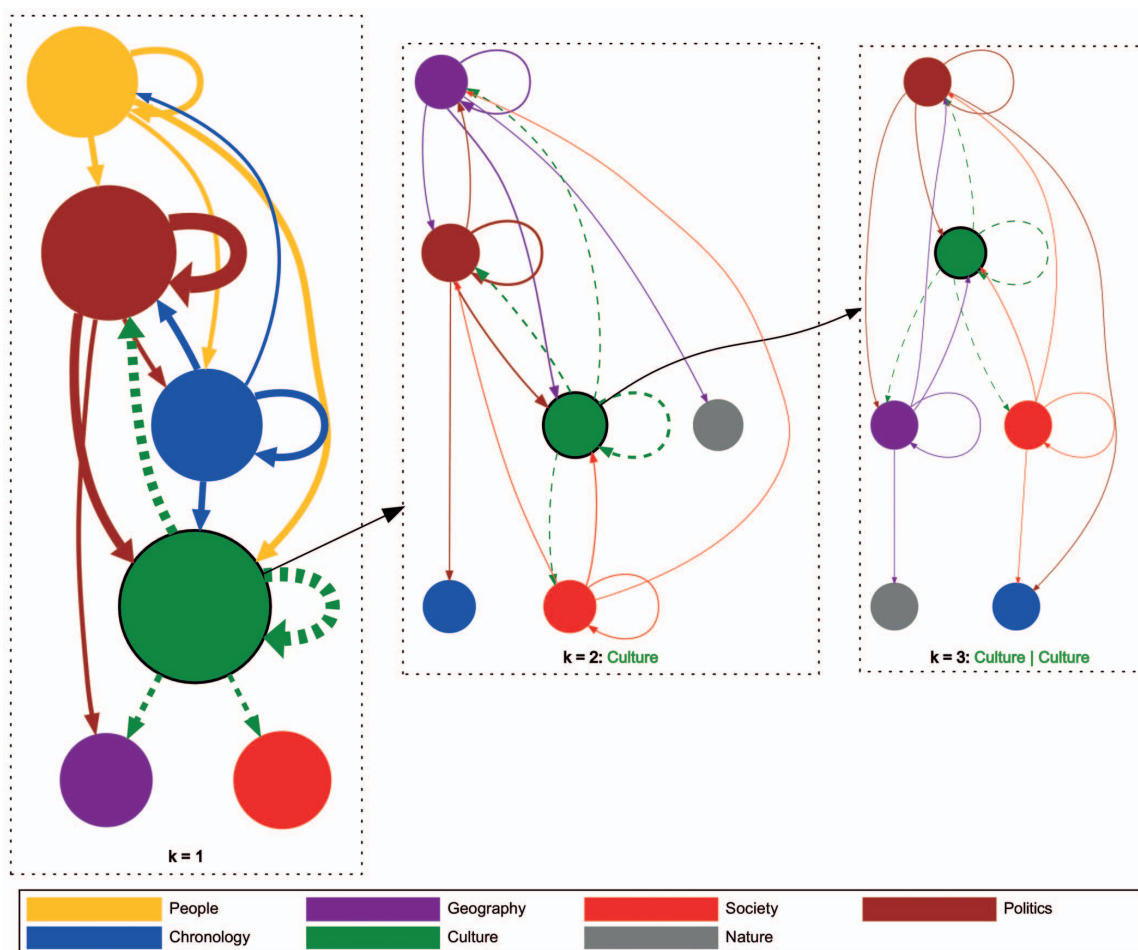 k = 1
k = 2: Culture
k = 3: Culture | Culture
People
Geography
Society
Politics
Chronology
Culture
Nature